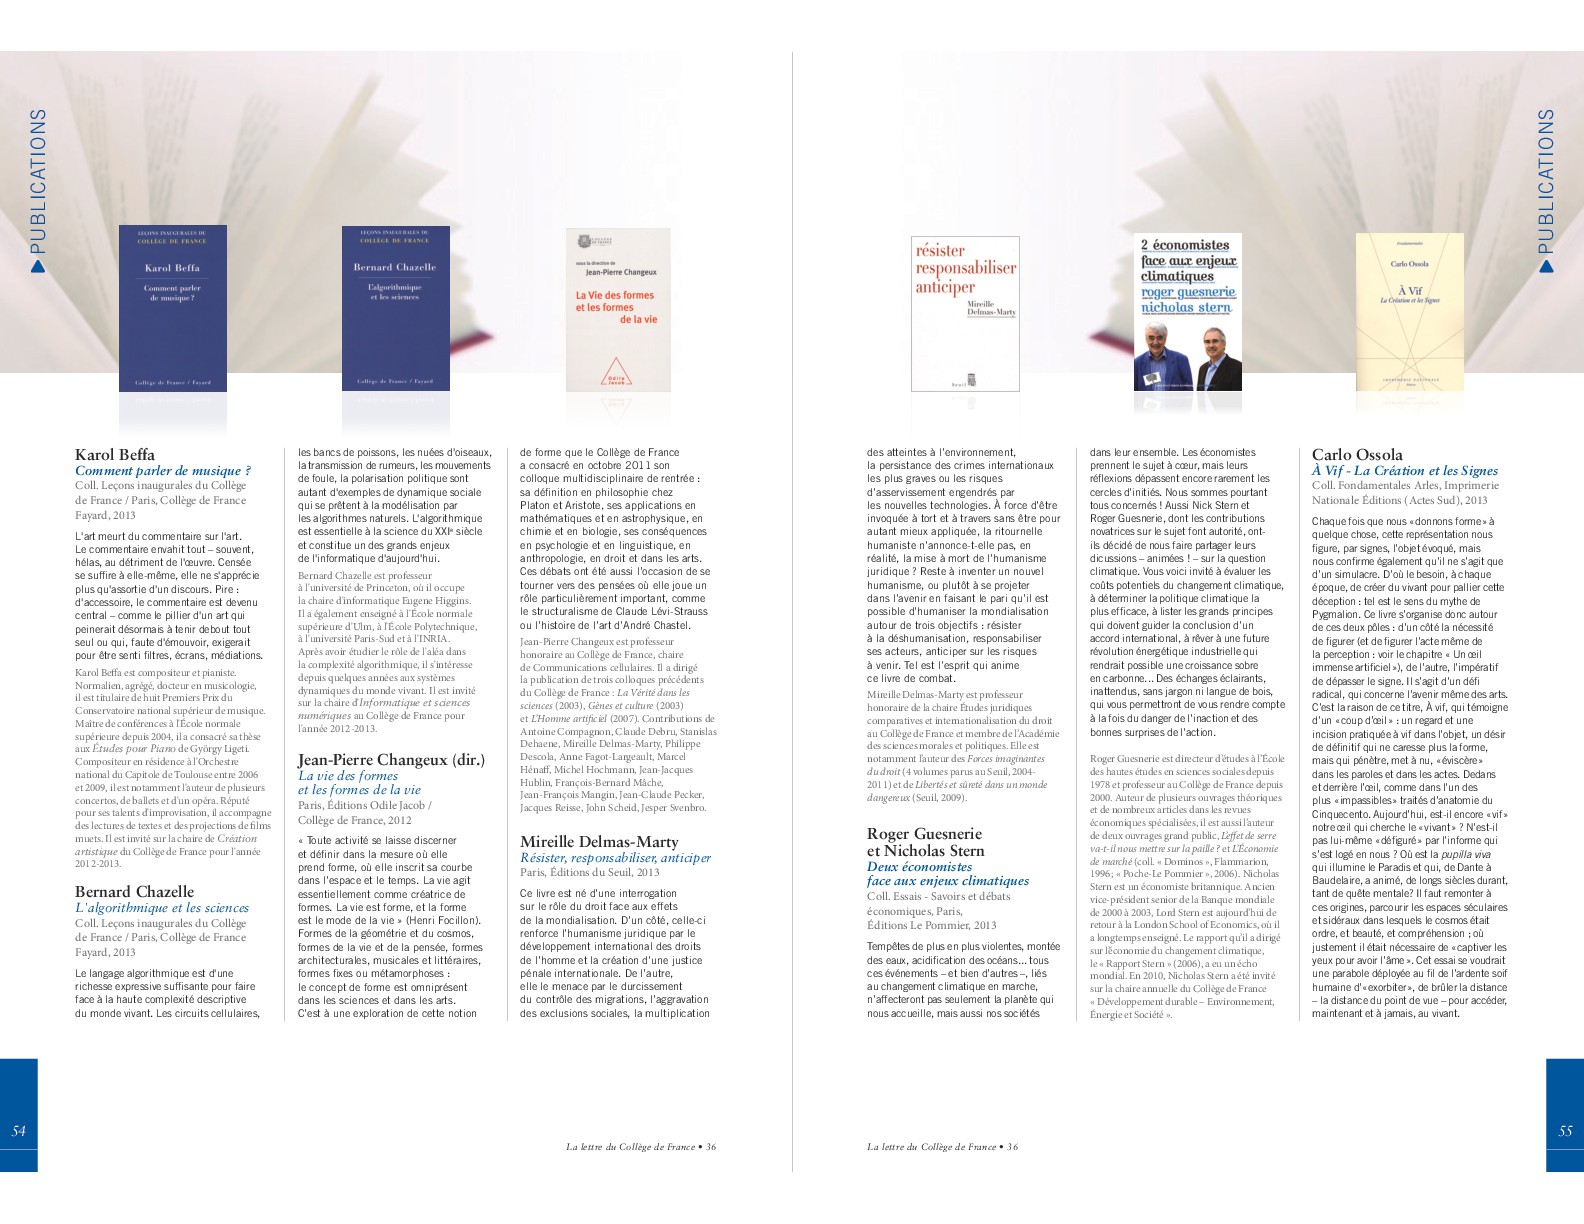 PUBLICATIONS
LEÇONS INAUGURALES DU
COLLÈGE DE FRANCE
Karol Beffa
Comment parler
de musique ?
Collège de France / Fayard
LEÇONS INAUGURALES DU
COLLÈGE DE FRANCE
Bernard Chazelle
L'algorithmique
et les sciences
Collège de France / Fayard
COLLÈGE
DE FRANCE
sous la direction de
Jean-Pierre Changeux
La Vie des formes
et les formes
de la vie
Odile
Jacob
Karol Beffa
Comment parler de musique ?
Coll. Leçons inaugurales du Collège
de France / Paris, Collège de France
Fayard, 2013
L'art meurt du commentaire sur l'art.
Le commentaire envahit tout – souvent,
hélas, au détriment de l'œuvre. Censée
se suffire à elle-même, elle ne s'apprécie
plus qu'assortie d'un discours. Pire :
d'accessoire, le commentaire est devenu
central – comme le pillier d'un art qui
peinerait désormais à tenir debout tout
seul ou qui, faute d'émouvoir, exigerait
pour être senti filtres, écrans, médiations.
Karol Beffa est compositeur et pianiste.
Normalien, agrégé, docteur en musicologie,
il est titulaire de huit Premiers Prix du
Conservatoire national supérieur de musique.
Maître de conférences à l'École normale
supérieure depuis 2004, il a consacré sa thèse
aux Études pour Piano de György Ligeti.
Compositeur en résidence à l'Orchestre
national du Capitole de Toulouse entre 2006
et 2009, il est notamment l'auteur de plusieurs
concertos, de ballets et d'un opéra. Réputé
pour ses talents d'improvisation, il accompagne
des lectures de textes et des projections de films
muets. Il est invité sur la chaire de Création
artistique du Collège de France pour l'année
2012-2013.
Bernard Chazelle
L'algorithmique et les sciences
Coll. Leçons inaugurales du Collège
de France / Paris, Collège de France
Fayard, 2013
Le langage algorithmique est d'une
richesse expressive suffisante pour faire
face à la haute complexité descriptive
du monde vivant. Les circuits cellulaires,
les bancs de poissons, les nuées d'oiseaux,
la transmission de rumeurs, les mouvements
de foule, la polarisation politique sont
autant d'exemples de dynamique sociale
qui se prêtent à la modélisation par
les algorithmes naturels. L'algorithmique
est essentielle à la science du XXIe siècle
et constitue un des grands enjeux
de l'informatique d'aujourd'hui.
Bernard Chazelle est professeur
à l'université de Princeton, où il occupe
la chaire d'informatique Eugene Higgins.
Il a également enseigné à l'École normale
supérieure d'Ulm, à l'École Polytechnique,
à l'université Paris-Sud et à l'INRIA.
Après avoir étudier le rôle de l'aléa dans
la complexité algorithmique, il s'intéresse
depuis quelques années aux systèmes
dynamiques du monde vivant. Il est invité
sur la chaire d'Informatique et sciences
numériques au Collège de France pour
l'année 2012-2013.
Jean-Pierre Changeux (dir.)
La vie des formes
et les formes de la vie
Paris, Éditions Odile Jacob /
Collège de France, 2012
« Toute activité se laisse discerner
et définir dans la mesure où elle
prend forme, où elle inscrit sa courbe
dans l'espace et le temps. La vie agit
essentiellement comme créatrice de
formes. La vie est forme, et la forme
est le mode de la vie » (Henri Focillon).
Formes de la géométrie et du cosmos,
formes de la vie et de la pensée, formes
architecturales, musicales et littéraires,
formes fixes ou métamorphoses :
le concept de forme est omniprésent
dans les sciences et dans les arts.
C'est à une exploration de cette notion
de forme que le Collège de France
a consacré en octobre 2011 son
colloque multidisciplinaire de rentrée :
sa définition en philosophie chez
Platon et Aristote, ses applications en
mathématiques et en astrophysique, en
chimie et en biologie, ses conséquences
en psychologie et en linguistique, en
anthropologie, en droit et dans les arts.
Ces débats ont été aussi l'occasion de se
tourner vers des pensées où elle joue un
rôle particulièrement important, comme
le structuralisme de Claude Lévi-Strauss
ou l'histoire de l'art d'André Chastel.
Jean-Pierre Changeux est professeur
honoraire au Collège de France, chaire
de Communications cellulaires. Il a dirigé
la publication de trois colloques précédents
du Collège de France : La Vérité dans les
sciences (2003), Gènes et culture (2003)
et L'Homme artificiel (2007). Contributions de
Antoine Compagnon, Claude Debru, Stanislas
Dehaene, Mireille Delmas-Marty, Philippe
Descola, Anne Fagot-Largeault, Marcel
Hénaff, Michel Hochmann, Jean-Jacques
Hublin, François-Bernard Mâche,
Jean-François Mangin, Jean-Claude Pecker,
Jacques Reisse, John Scheid, Jesper Svenbro.
Mireille Delmas-Marty
Résister, responsabiliser, anticiper
Paris, Éditions du Seuil, 2013
Ce livre est né d'une interrogation
sur le rôle du droit face aux effets
de la mondialisation. D'un côté, celle-ci
renforce l'humanisme juridique par le
développement international des droits
de l'homme et la création d'une justice
pénale internationale. De l'autre,
elle le menace par le durcissement
du contrôle des migrations, l'aggravation
des exclusions sociales, la multiplication
54
La lettre du Collège de France • 36
PUBLICATIONS
résister
responsabiliser
anticiper
Mireille
Delmas-Marty
Seuil
2 économistes
face aux enjeux
climatiques
roger guesnerie
nicholas stern
Fondamentales
Carlo Ossola
À Vif
La Création et les Signes
IMPRIMERIE NATIONALE
des atteintes à l'environnement,
la persistance des crimes internationaux
les plus graves ou les risques
d'asservissement engendrés par
les nouvelles technologies. À force d'être
invoquée à tort et à travers sans être pour
autant mieux appliquée, la ritournelle
humaniste n'annonce-t-elle pas, en
réalité, la mise à mort de l'humanisme
juridique ? Reste à inventer un nouvel
humanisme, ou plutôt à se projeter
dans l'avenir en faisant le pari qu'il est
possible d'humaniser la mondialisation
autour de trois objectifs : résister
à la déshumanisation, responsabiliser
ses acteurs, anticiper sur les risques
à venir. Tel est l'esprit qui anime
ce livre de combat.
Mireille Delmas-Marty est professeur
honoraire de la chaire Études juridiques
comparatives et internationalisation du droit
au Collège de France et membre de l'Académie
des sciences morales et politiques. Elle est
notamment l'auteur des Forces imaginantes
du droit (4 volumes parus au Seuil, 2004-
2011) et de Libertés et sûreté dans un monde
dangereux (Seuil, 2009).
Roger Guesnerie
et Nicholas Stern
Deux économistes
face aux enjeux climatiques
Coll. Essais - Savoirs et débats
économiques, Paris,
Éditions Le Pommier, 2013
Tempêtes de plus en plus violentes, montée
des eaux, acidification des océans... tous
ces événements – et bien d'autres –, liés
au changement climatique en marche,
n'affecteront pas seulement la planète qui
nous accueille, mais aussi nos sociétés
dans leur ensemble. Les économistes
prennent le sujet à cœur, mais leurs
réflexions dépassent encore rarement les
cercles d'initiés. Nous sommes pourtant
tous concernés ! Aussi Nick Stern et
Roger Guesnerie, dont les contributions
novatrices sur le sujet font autorité, ont-
ils décidé de nous faire partager leurs
dicussions – animées ! – sur la question
climatique. Vous voici invité à évaluer les
coûts potentiels du changement climatique,
à déterminer la politique climatique la
plus efficace, à lister les grands principes
qui doivent guider la conclusion d'un
accord international, à rêver à une future
révolution énergétique industrielle qui
rendrait possible une croissance sobre
en carbone... Des échanges éclairants,
inattendus, sans jargon ni langue de bois,
qui vous permettront de vous rendre compte
à la fois du danger de l'inaction et des
bonnes surprises de l'action.
Roger Guesnerie est directeur d'études à l'École
des hautes études en sciences sociales depuis
1978 et professeur au Collège de France depuis
2000. Auteur de plusieurs ouvrages théoriques
et de nombreux articles dans les revues
économiques spécialisées, il est aussi l'auteur
de deux ouvrages grand public, L'effet de serre
va-t-il nous mettre sur la paille ? et L'Économie
de marché (coll. « Dominos », Flammarion,
1996 ; « Poche-Le Pommier », 2006). Nicholas
Stern est un économiste britannique. Ancien
vice-président senior de la Banque mondiale
de 2000 à 2003, Lord Stern est aujourd'hui de
retour à la London School of Economics, où il
a longtemps enseigné. Le rapport qu'il a dirigé
sur l'économie du changement climatique,
le « Rapport Stern » (2006), a eu un écho
mondial. En 2010, Nicholas Stern a été invité
sur la chaire annuelle du Collège de France
« Développement durable – Environnement,
Énergie et Société ».
Carlo Ossola
À Vif - La Création et les Signes
Coll. Fondamentales Arles, Imprimerie
Nationale Éditions (Actes Sud), 2013
Chaque fois que nous « donnons forme » à
quelque chose, cette représentation nous
figure, par signes, l'objet évoqué, mais
nous confirme également qu'il ne s'agit que
d'un simulacre. D'où le besoin, à chaque
époque, de créer du vivant pour pallier cette
déception : tel est le sens du mythe de
Pygmalion. Ce livre s'organise donc autour
de ces deux pôles : d'un côté la nécessité
de figurer (et de figurer l'acte même de
la perception : voir le chapitre « Un œil
immense artificiel »), de l'autre, l'impératif
de dépasser le signe. Il s'agit d'un défi
radical, qui concerne l'avenir même des arts.
C'est la raison de ce titre, À vif, qui témoigne
d'un « coup d'œil » : un regard et une
incision pratiquée à vif dans l'objet, un désir
de définitif qui ne caresse plus la forme,
mais qui pénètre, met à nu, « éviscère »
dans les paroles et dans les actes. Dedans
et derrière l'œil, comme dans l'un des
plus « impassibles » traités d'anatomie du
Cinquecento. Aujourd'hui, est-il encore « vif »
notre œil qui cherche le « vivant » ? N'est-il
pas lui-même « défiguré » par l'informe qui
s'est logé en nous ? Où est la pupilla viva
qui illumine le Paradis et qui, de Dante à
Baudelaire, a animé, de longs siècles durant,
tant de quête mentale? Il faut remonter à
ces origines, parcourir les espaces séculaires
et sidéraux dans lesquels le cosmos était
ordre, et beauté, et compréhension ; où
justement il était nécessaire de « captiver les
yeux pour avoir l'âme ». Cet essai se voudrait
une parabole déployée au fil de l'ardente soif
humaine d'« exorbiter », de brûler la distance
– la distance du point de vue – pour accéder,
maintenant et à jamais, au vivant.
La lettre du Collège de France • 36
55